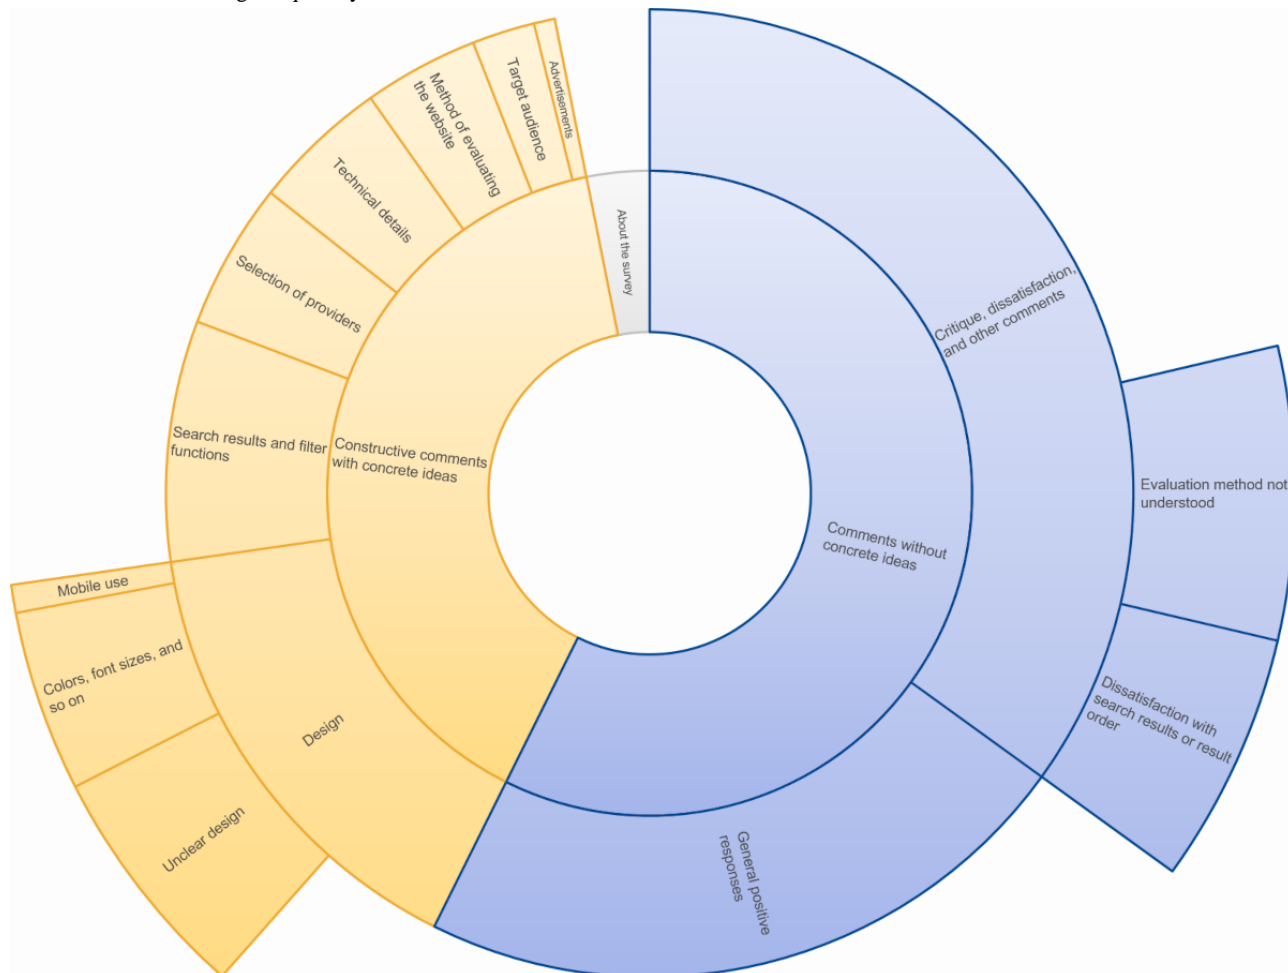 Advertisements
Target audience
Method of evaluating
the website
Technical details
Selection of providers
Search results and filter
functions
Constructive comments
with concrete ideas
About the survey
Critique, dissatisfaction,
and other comments
Evaluation method not
understood
Comments without
concrete ideas
Dissatisfaction with
search results or result
order
General positive
responses
Design
Mobile use
Colors, font sizes, and
so on
Unclear design